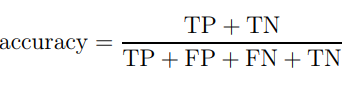 accuracy = TP + TN
TP + FP + FN + TN